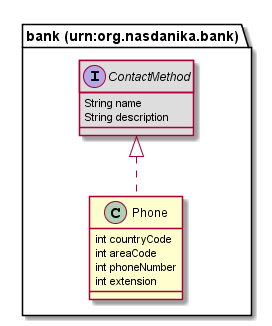 bank (urn:org.nasdanika.bank)
I ContactMethod
String name
String description
C Phone
int countryCode
int areaCode
int phoneNumber
int extension